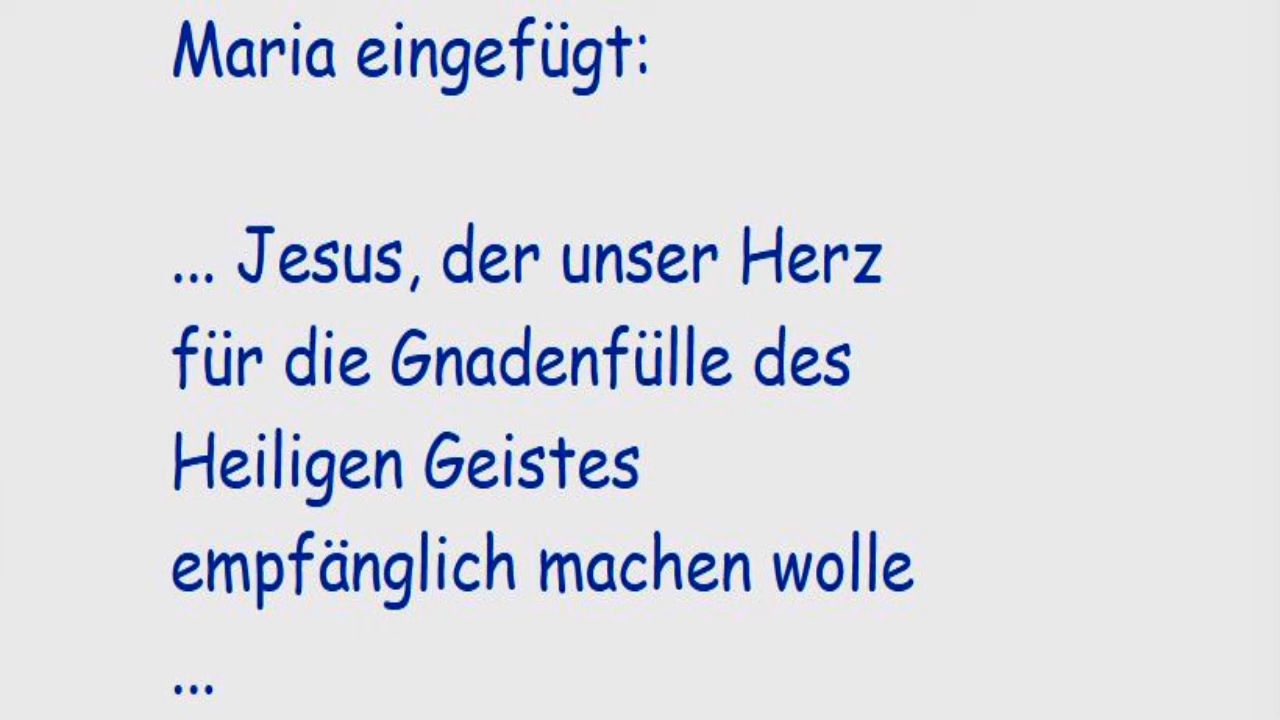 Maria eingefügt:
... Jesus, der unser Herz
für die Gnadenfülle des
Heiligen Geistes
empfänglich machen wolle
...